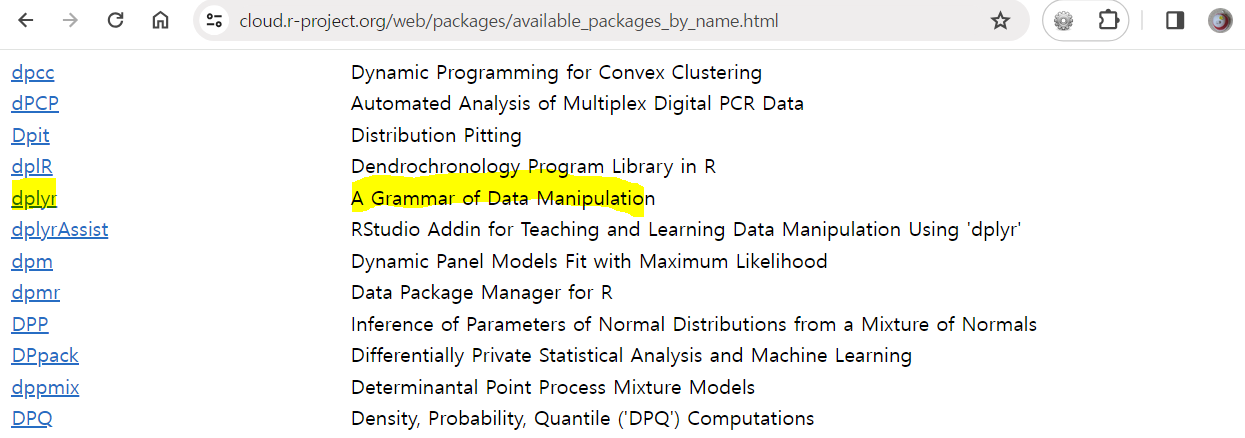 cloud.r-project.org/web/packages/available_packages_by_name.html
dpcc Dynamic Programming for Convex Clustering
dPCP Automated Analysis of Multiplex Digital PCR Data
Dpit Distribution Pitting
dplR Dendrochronology Program Library in R
dplyr A Grammar of Data Manipulation
dplyrAssist RStudio Addin for Teaching and Learning Data Manipulation Using 'dplyr'
dpm Dynamic Panel Models Fit with Maximum Likelihood
dpmr Data Package Manager for R
DPP Inference of Parameters of Normal Distributions from a Mixture of Normals
DPpack Differentially Private Statistical Analysis and Machine Learning
dppmix Determinantal Point Process Mixture Models
DPQ Density, Probability, Quantile ('DPQ') Computations